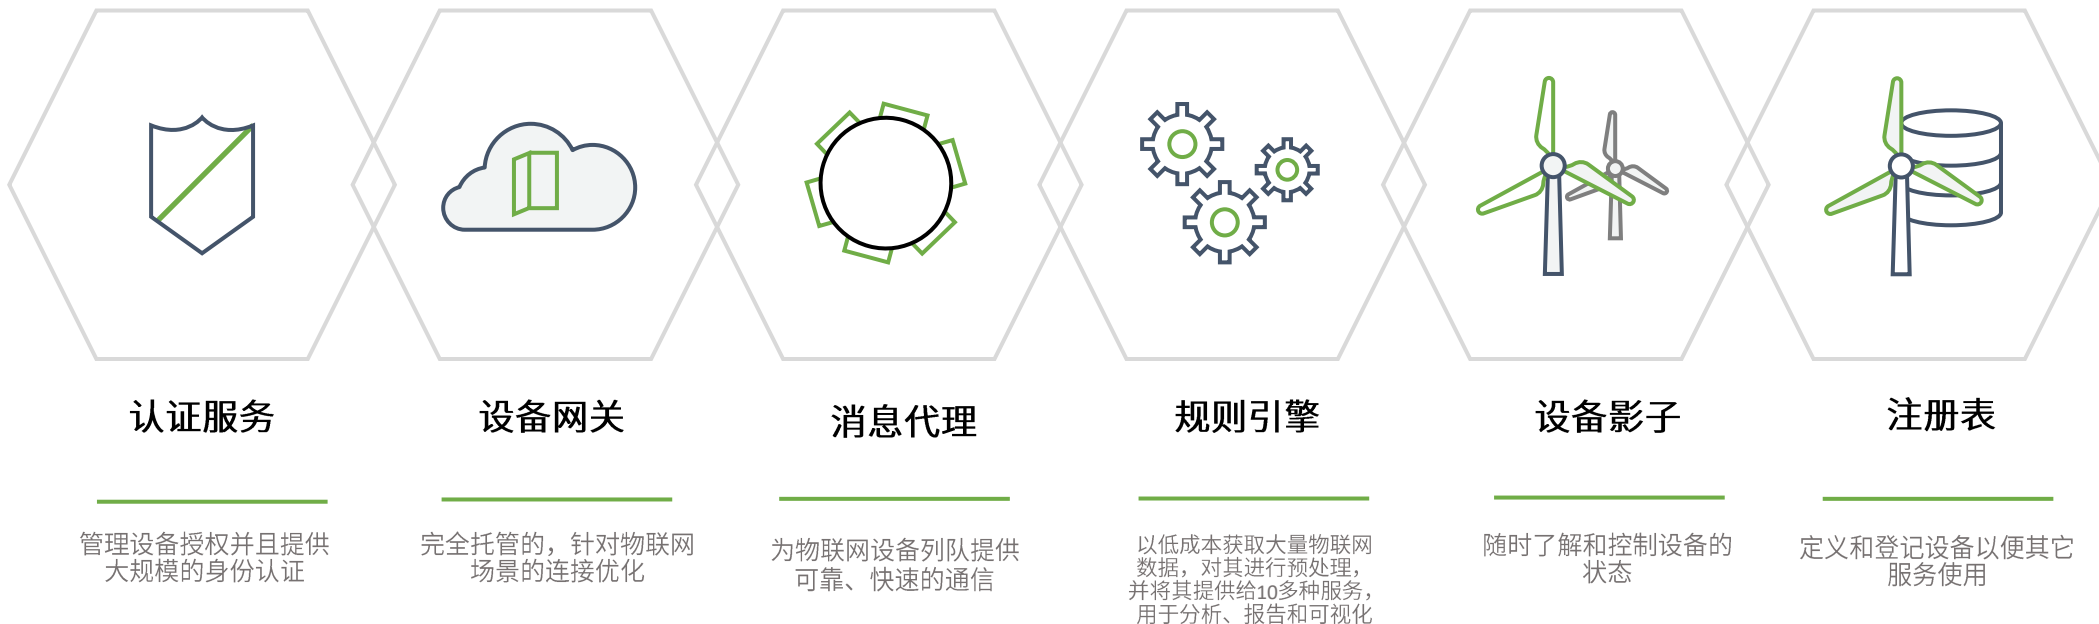 认证服务
管理设备授权并且提供
大规模的身份认证
设备网关
完全托管的，针对物联网
场景的连接优化
消息代理
为物联网设备列队提供
可靠、快速的通信
规则引擎
以低成本获取大量物联网
数据，对其进行预处理，
并将其提供给10多种服务，
用于分析、报告和可视化
设备影子
随时了解和控制设备的
状态
注册表
定义和登记设备以便其它
服务使用